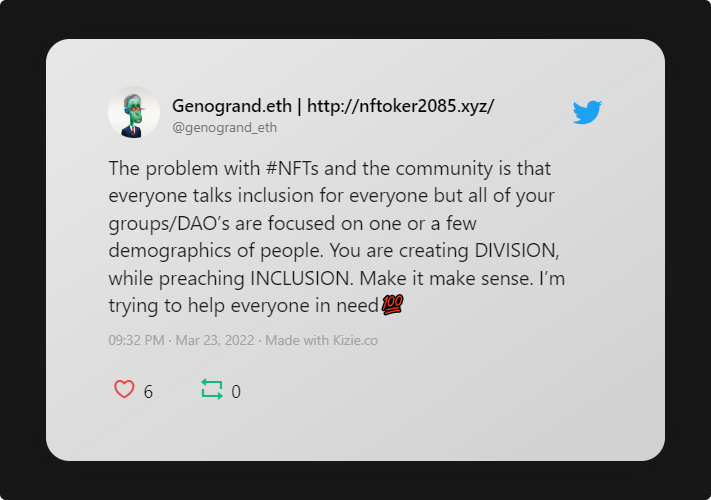 Genogrand.eth | http://nftoker2085.xyz/
@genogrand_eth
The problem with #NFTs and the community is that
everyone talks inclusion for everyone but all of your
groups/DAO’s are focused on one or a few
demographics of people. You are creating DIVISION,
while preaching INCLUSION. Make it make sense. I’m
trying to help everyone in need💯
09:32 PM · Mar 23, 2022 · Made with Kizie.co
6
0